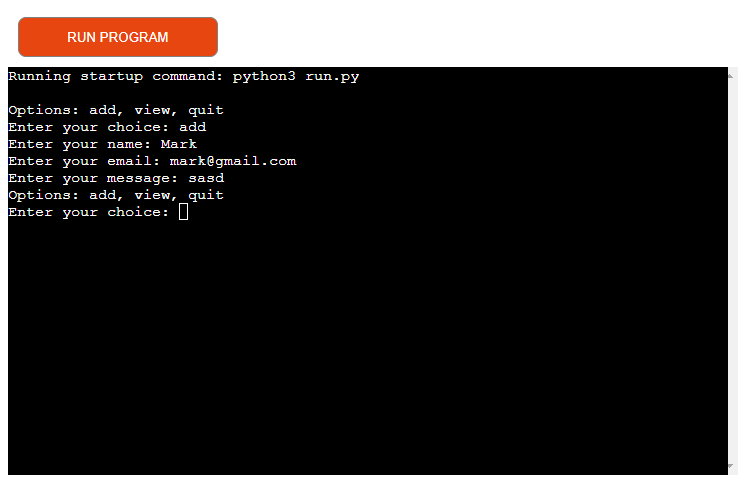 RUN PROGRAM
Running startup command: python3 run.py
Options: add, view, quit
Enter your choice: add
Enter your name: Mark
Enter your email: mark@gmail.com
Enter your message: sasd
Options: add, view, quit
Enter your choice: